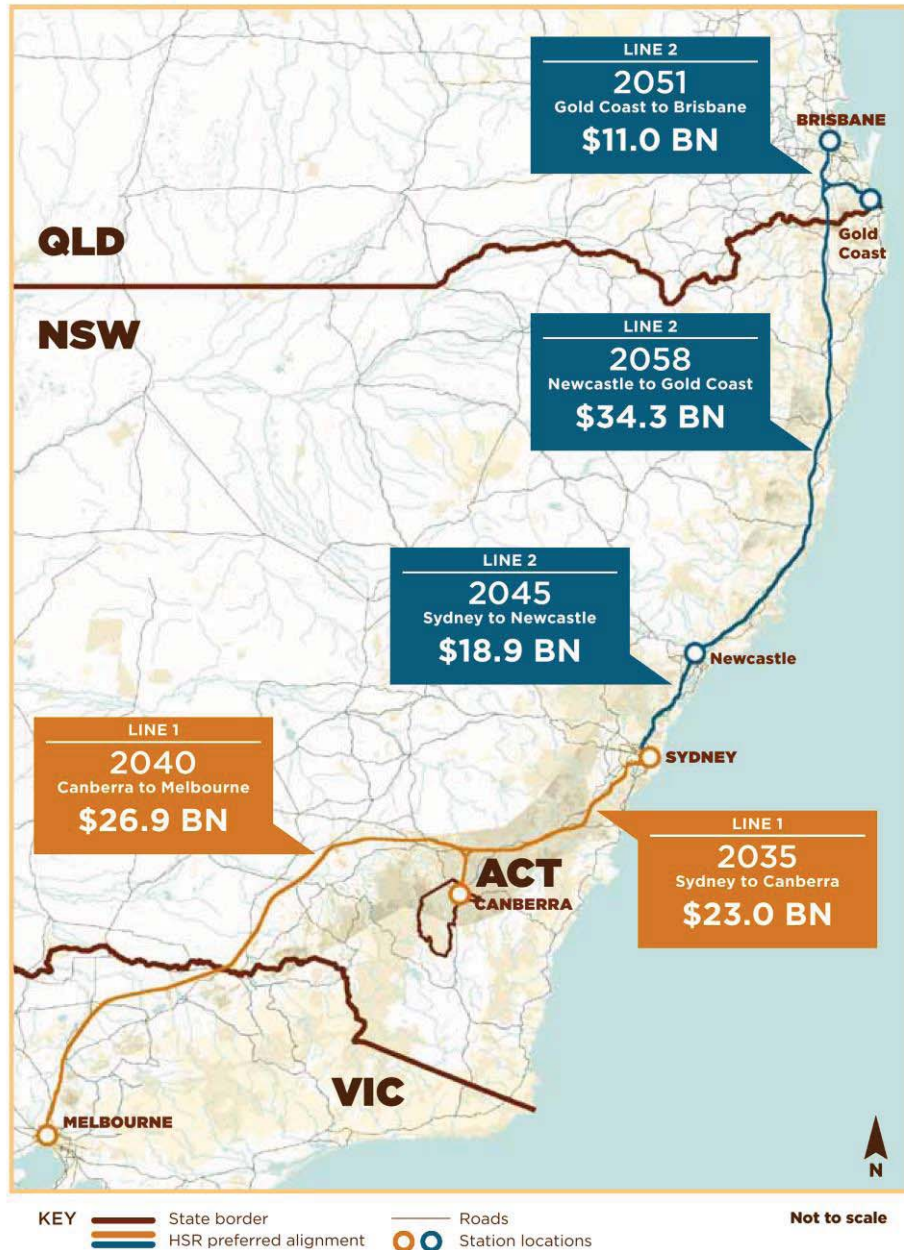 LINE 2
2051
Gold Coast to Brisbane
$11.0 BN
BRISBANE
Gold
Coast
QLD
NSW
LINE 2
2058
Newcastle to Gold Coast
$34.3 BN
LINE 2
2045
Sydney to Newcastle
$18.9 BN
Newcastle
LINE 1
2040
Canberra to Melbourne
$26.9 BN
SYDNEY
LINE 1
2035
Sydney to Canberra
$23.0 BN
ACT
CANBERRA
VIC
MELBOURNE
N
KEY
State border
Roads
Not to scale
HSR preferred alignment
Station locations